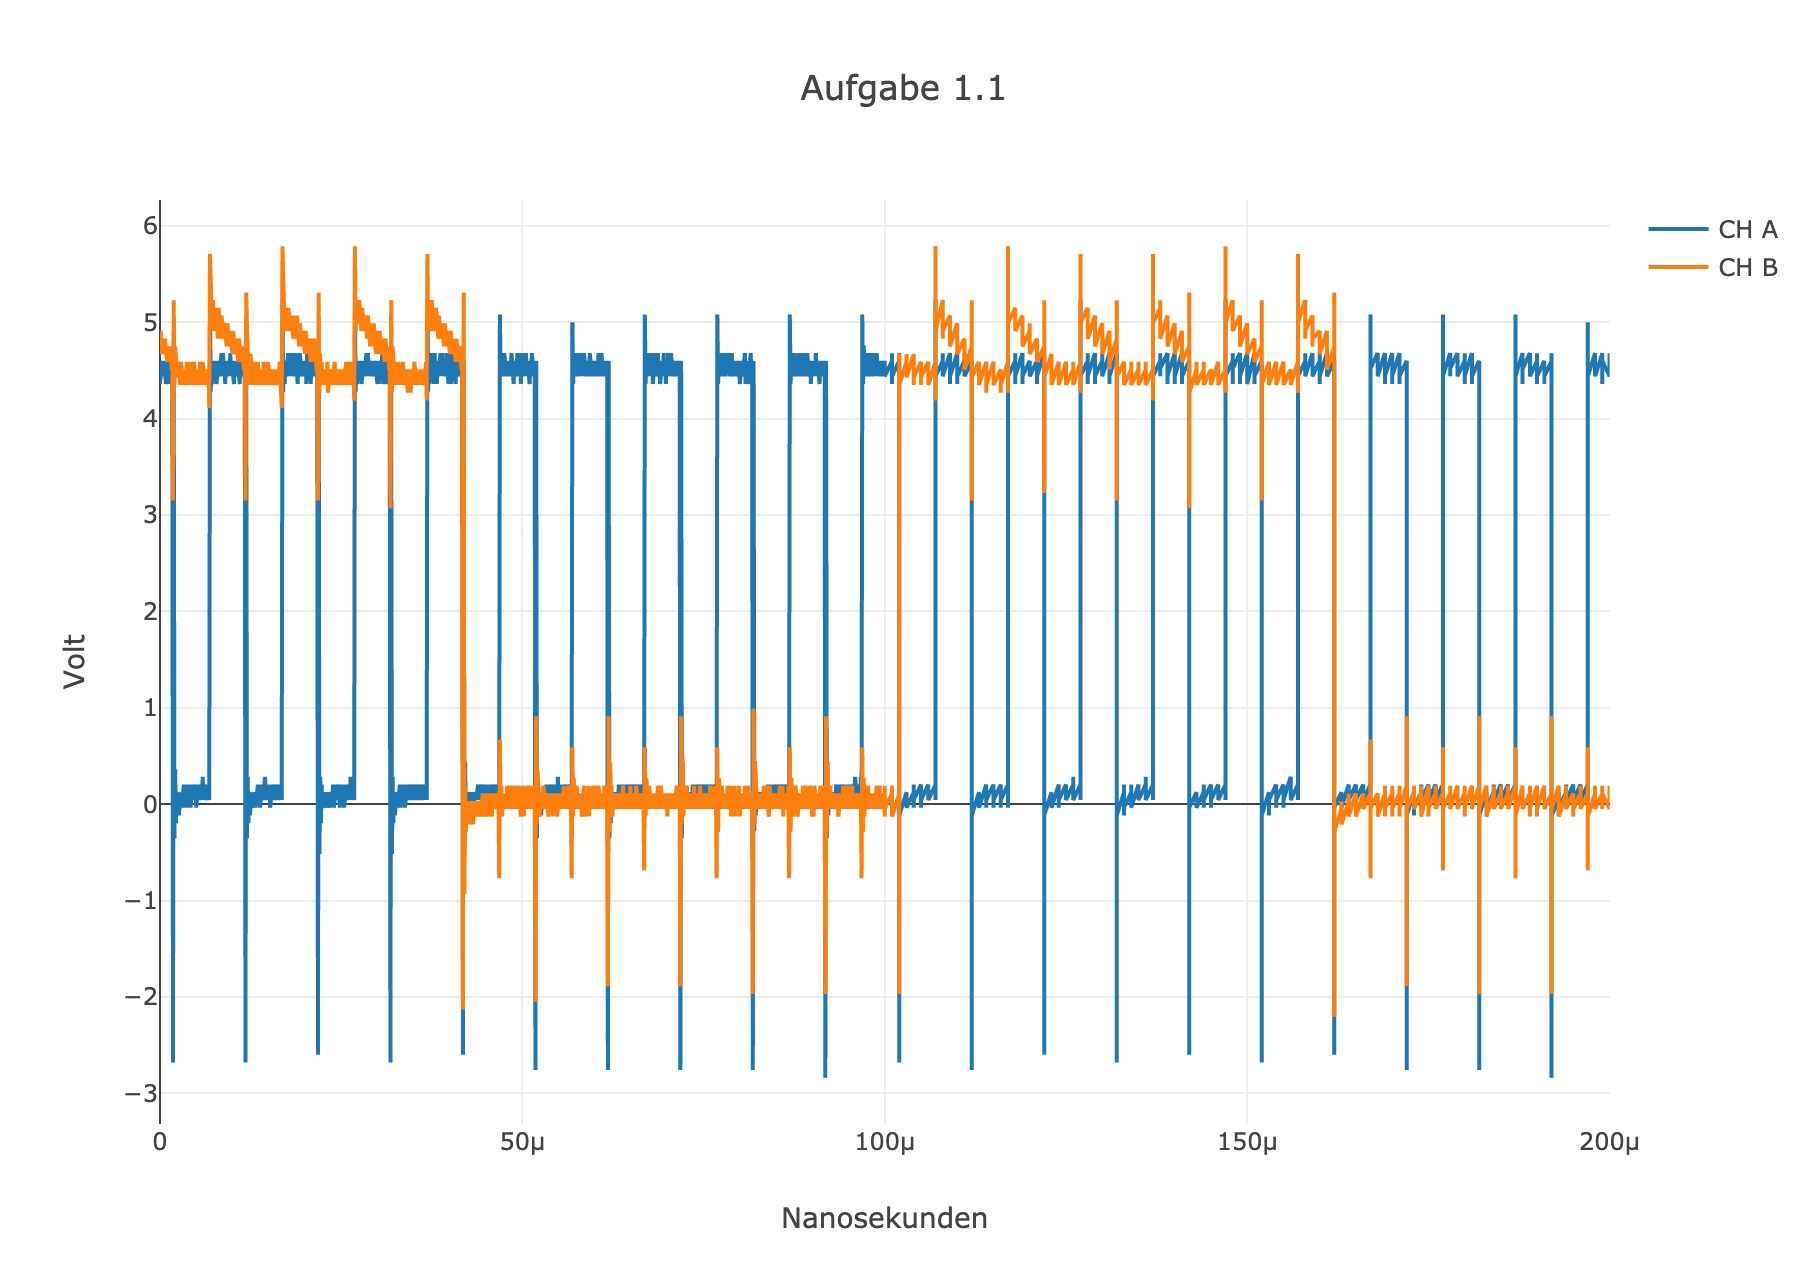 Aufgabe 1.1
CH A
CH B
6
5
4
3
2
1
0
−1
−2
−3
Volt
0
50μ
100μ
150μ
200μ
Nanosekunden